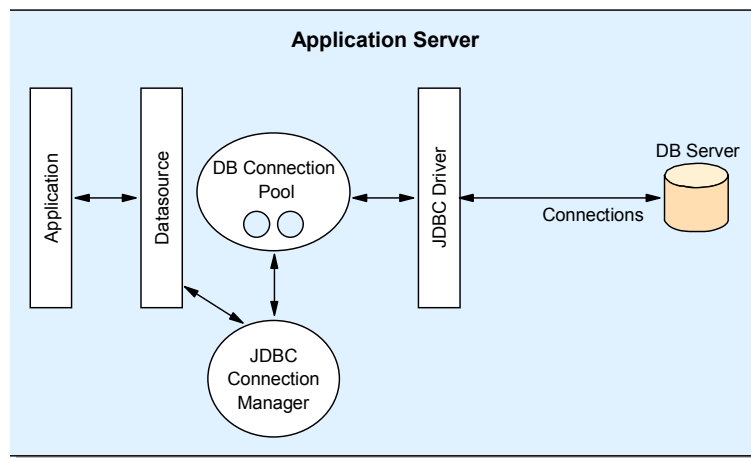 Application Server
Application
Datasource
DB Connection
Pool
JDBC Driver
DB Server
Connections
JDBC
Connection
Manager